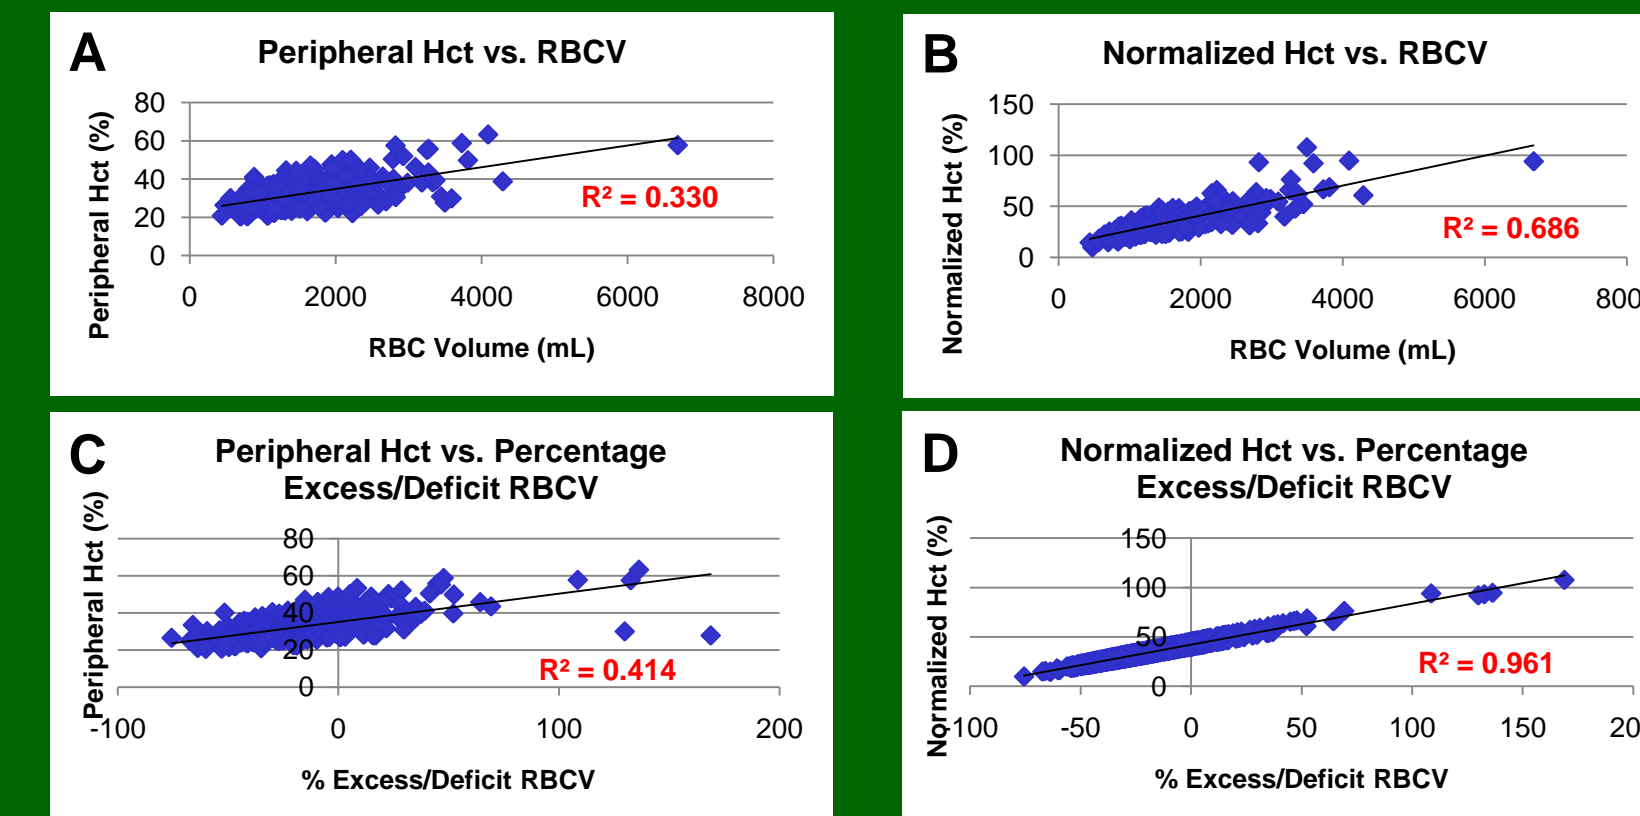 A
Peripheral Hct vs. RBCV
Peripheral Hct (%)
80
60
40
20
0
R² = 0.330
0 2000 4000 6000 8000
RBC Volume (mL)
B
Normalized Hct vs. RBCV
Normalized Hct (%)
150
100
50
0
R² = 0.686
0 2000 4000 6000 800
RBC Volume (mL)
C
Peripheral Hct vs. Percentage
Excess/Deficit RBCV
Peripheral Hct (%)
80
60
40
20
0
R² = 0.414
-100 0 100 200
% Excess/Deficit RBCV
D
Normalized Hct vs. Percentage
Excess/Deficit RBCV
Normalized Hct (%)
150
100
50
0
R² = 0.961
-100 -50 0 50 100 150 20
% Excess/Deficit RBCV